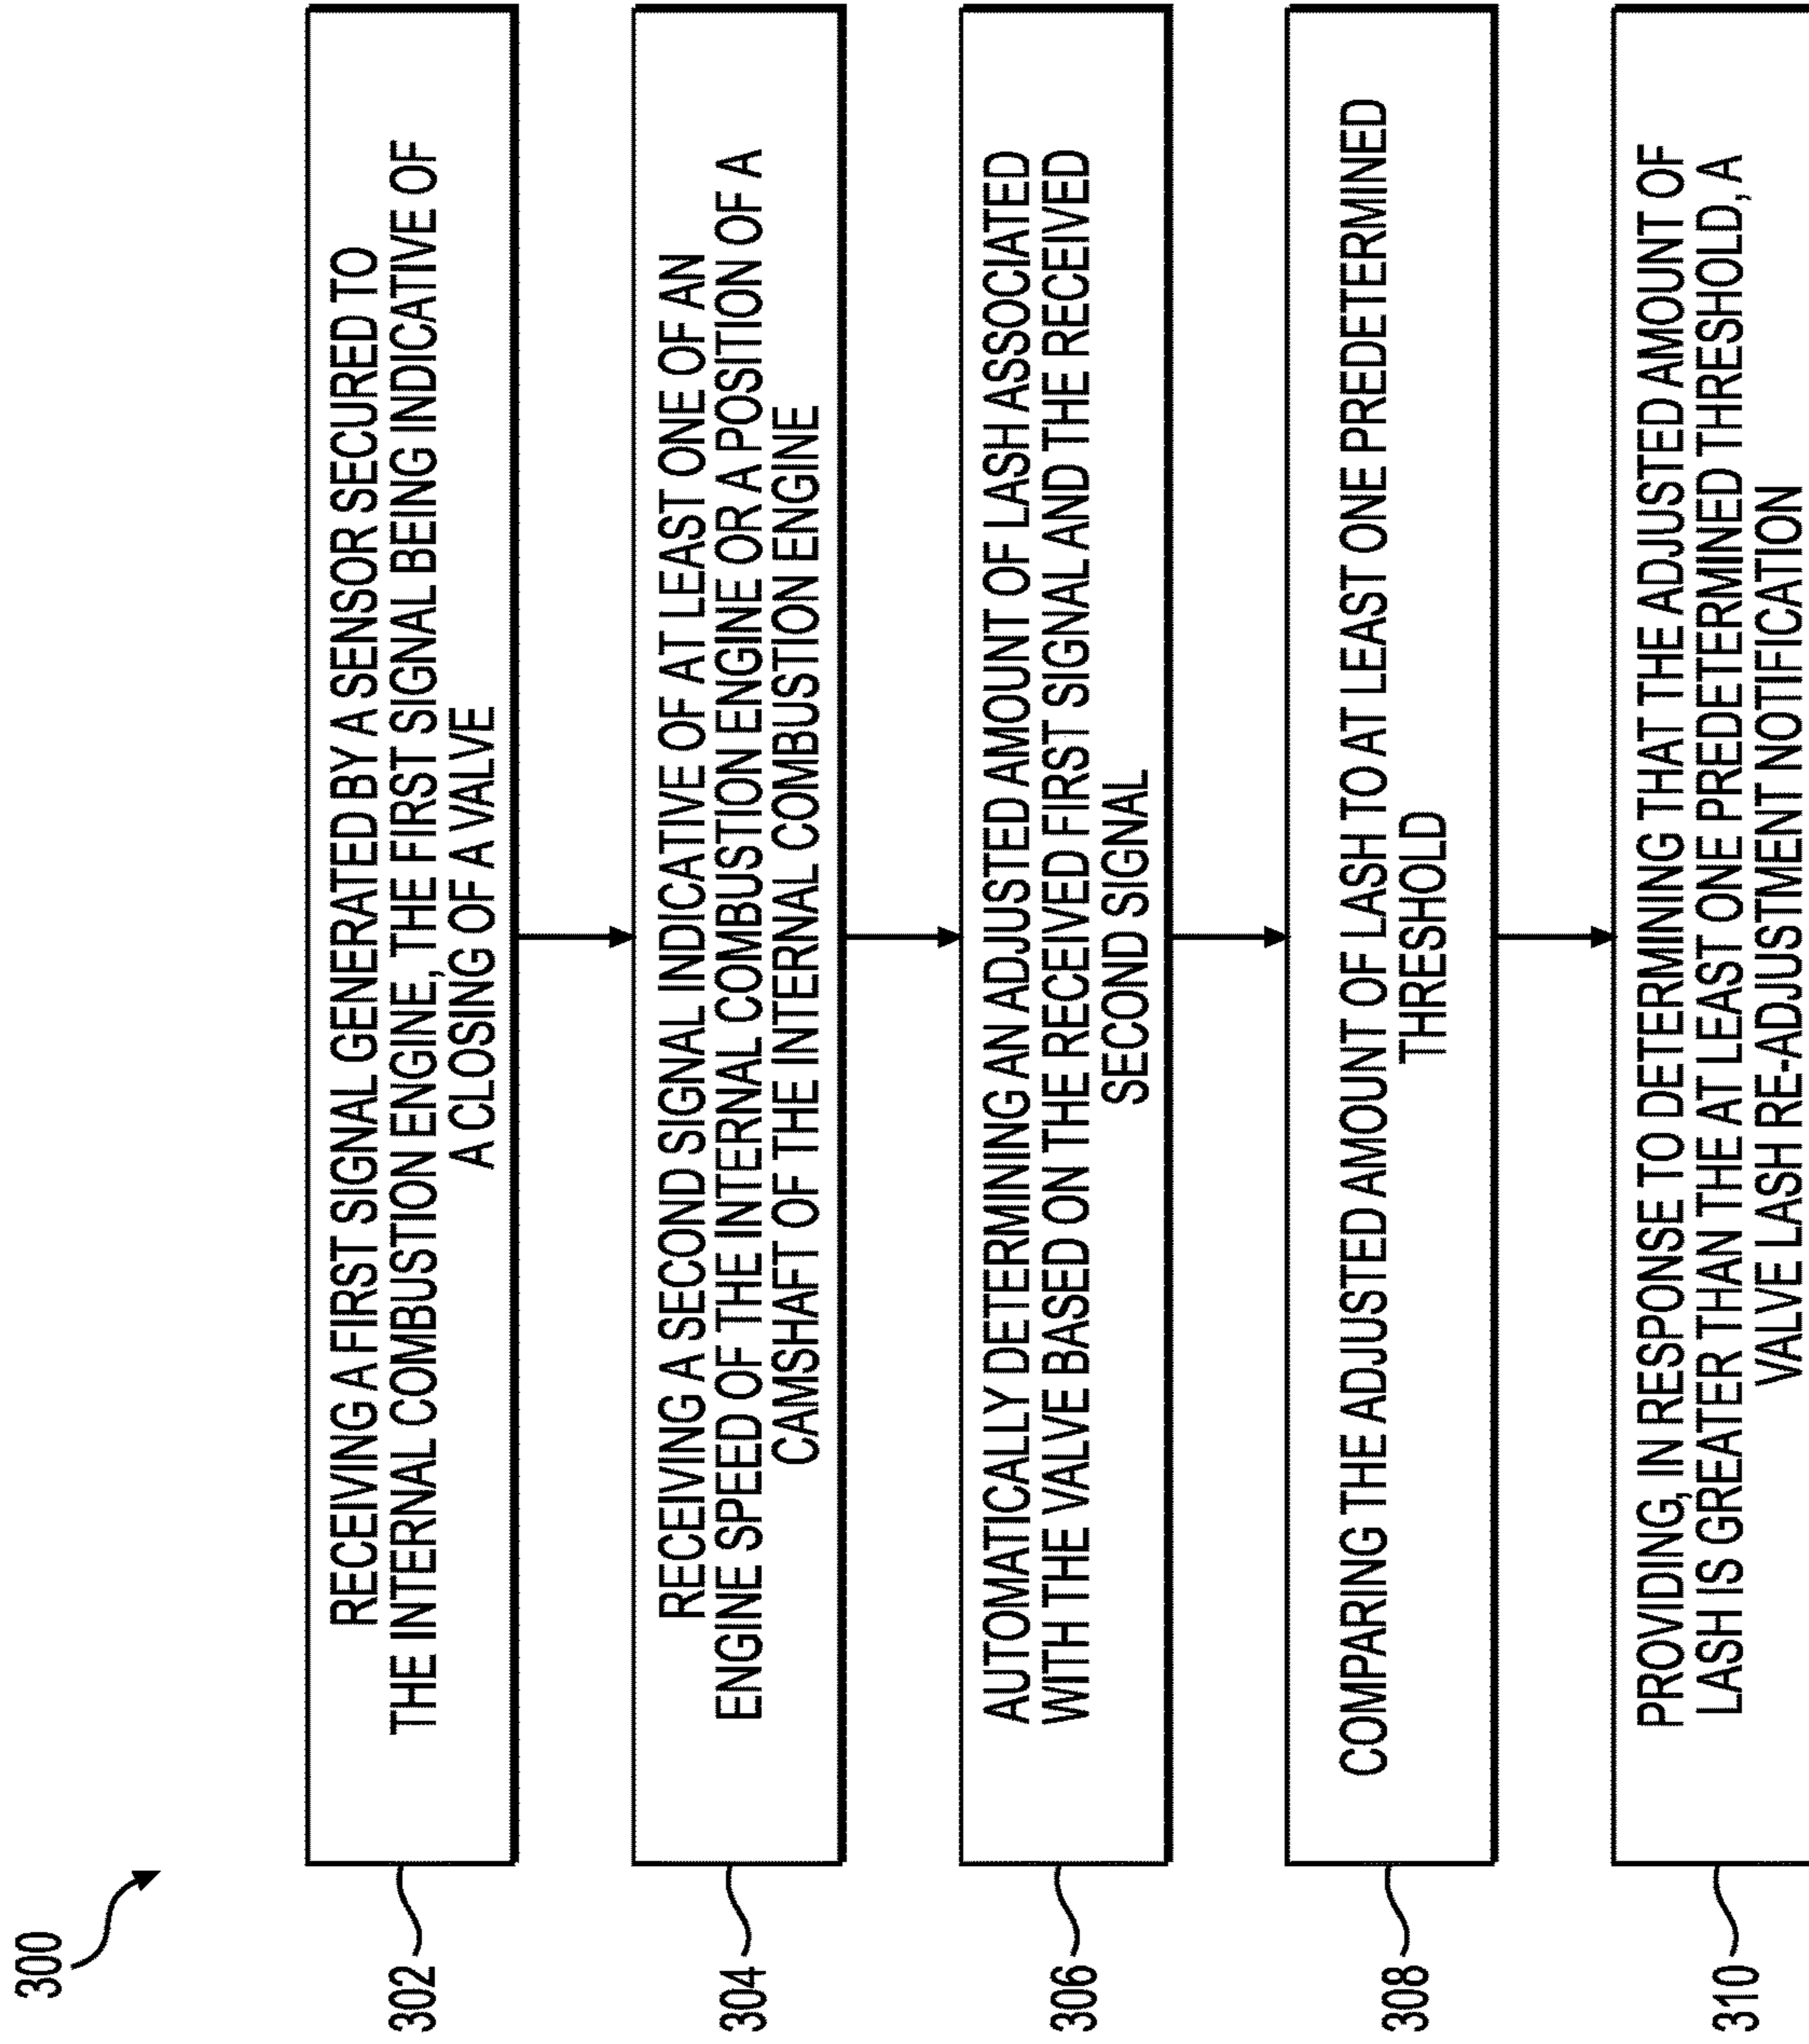 300
302
RECEIVING A FIRST SIGNAL GENERATED BY A SENSOR SECURED TO
THE INTERNAL COMBUSTION ENGINE, THE FIRST SIGNAL BEING INDICATIVE OF
A CLOSING OF A VALVE
304
RECEIVING A SECOND SIGNAL INDICATIVE OF AT LEAST ONE OF AN
ENGINE SPEED OF THE INTERNAL COMBUSTION ENGINE OR A POSITION OF A
CAMSHAFT OF THE INTERNAL COMBUSTION ENGINE
306
AUTOMATICALLY DETERMINING AN ADJUSTED AMOUNT OF LASH ASSOCIATED
WITH THE VALVE BASED ON THE RECEIVED FIRST SIGNAL AND THE RECEIVED
SECOND SIGNAL
308
COMPARING THE ADJUSTED AMOUNT OF LASH TO AT LEAST ONE PREDETERMINED
THRESHOLD
310
PROVIDING, IN RESPONSE TO DETERMINING THAT THE ADJUSTED AMOUNT OF
LASH IS GREATER THAN THE AT LEAST ONE PREDETERMINED THRESHOLD, A
VALVE LASH RE-ADJUSTMENT NOTIFICATION